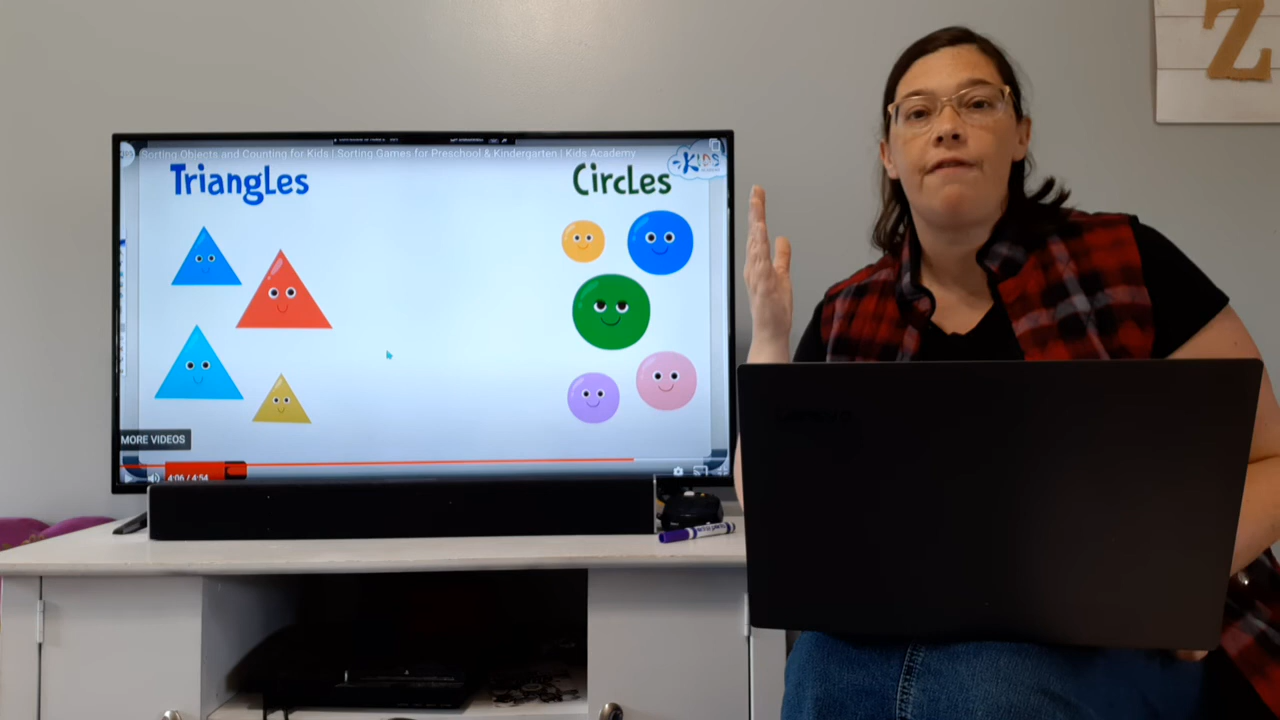 Sorting Objects and Counting for Kids | Sorting Games for Preschool & Kindergarten | Kids Academy
KIDS
ACADEMY
TriangLes
CircLes
MORE VIDEOS
4:06 / 4:54
Z